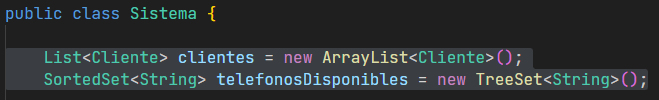 public class Sistema {
List<Cliente> clientes = new ArrayList<Cliente>();
SortedSet<String> telefonosDisponibles = new TreeSet<String>();